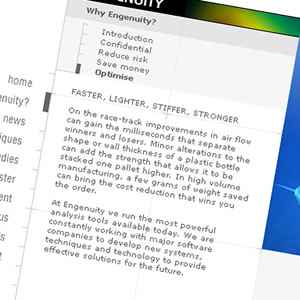 NUITY
Why Engenuity?
Introduction
Confidential
Reduce risk
Save money
Optimise
home
enuity?
news
iques
dies
ster
ent
us
s
t
FASTER, LIGHTER, STIFFER, STRONGER
On the race-track improvements in air flow
can gain the milliseconds that separate
winners and losers. Minor alterations to the
shape or wall thickness of a plastic bottle
can add the strength that allows it to be
stacked one pallet higher. In high volume
manufacturing, a few grams of weight saved
can bring the cost reduction that wins you
the order.
At Engenuity we run the most powerful
analysis tools available today. We are
constantly working with major software
companies to develop new systems,
techniques and technology to provide
effective solutions for the future.